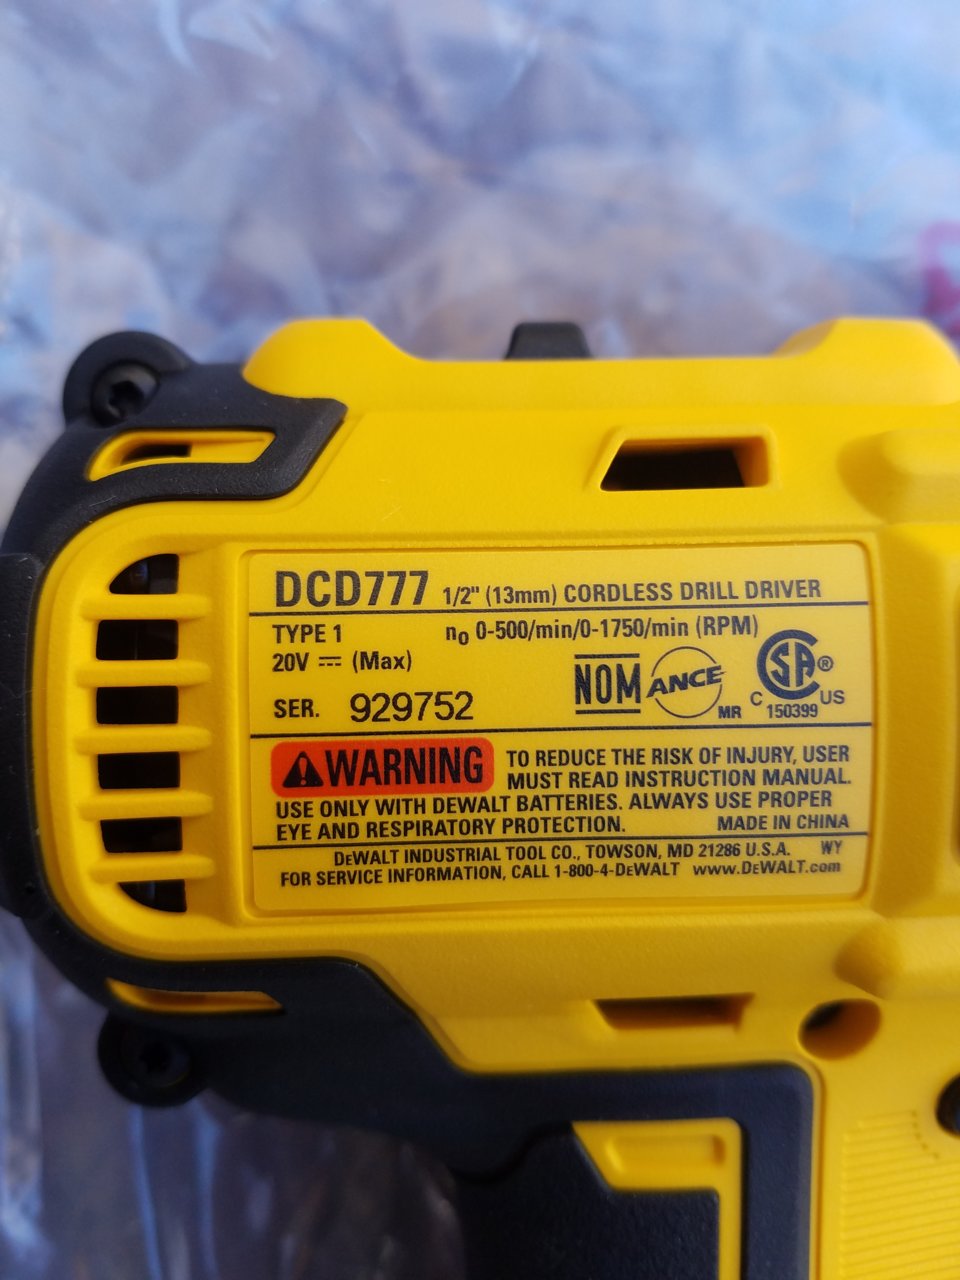 DCD777 1/2" (13mm) CORDLESS DRILL DRIVER
TYPE 1 n₀ 0-500/min/0-1750/min (RPM)
20V ⎓ (Max)
SER. 929752
NOM ANCE MR
SA ® C US 150399
WARNING TO REDUCE THE RISK OF INJURY, USER
MUST READ INSTRUCTION MANUAL.
USE ONLY WITH DEWALT BATTERIES. ALWAYS USE PROPER
EYE AND RESPIRATORY PROTECTION. MADE IN CHINA
DEWALT INDUSTRIAL TOOL CO., TOWSON, MD 21286 U.S.A. WY
FOR SERVICE INFORMATION, CALL 1-800-4-DEWALT www.DEWALT.com